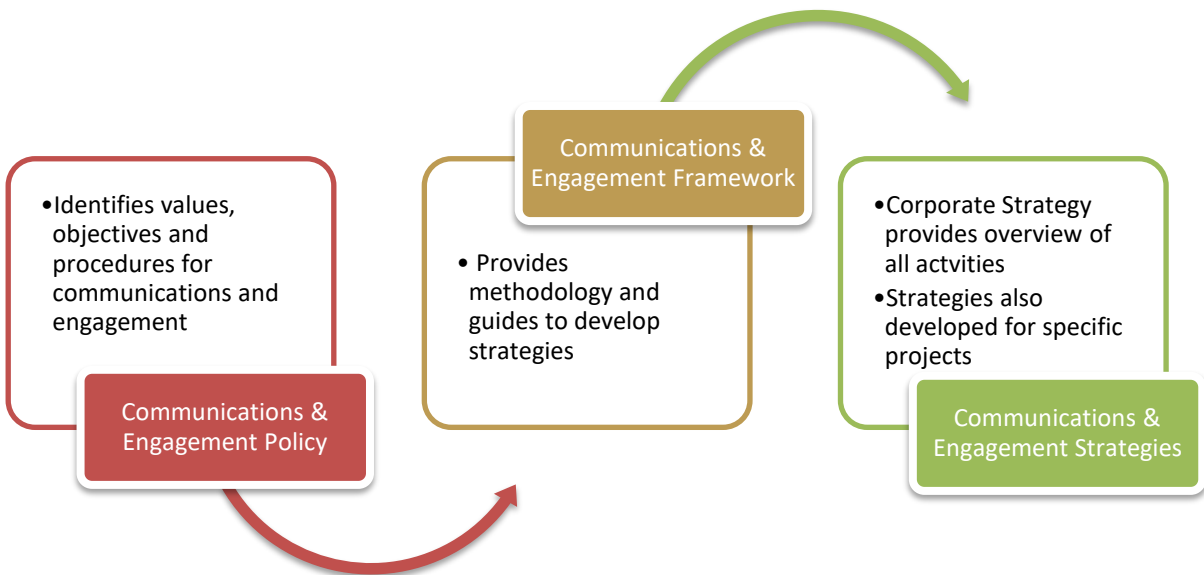 •Identifies values,
objectives and
procedures for
communications and
engagement
Communications &
Engagement Policy
Communications &
Engagement Framework
• Provides
methodology and
guides to develop
strategies
•Corporate Strategy
provides overview of
all actvities
•Strategies also
developed for specific
projects
Communications &
Engagement Strategies